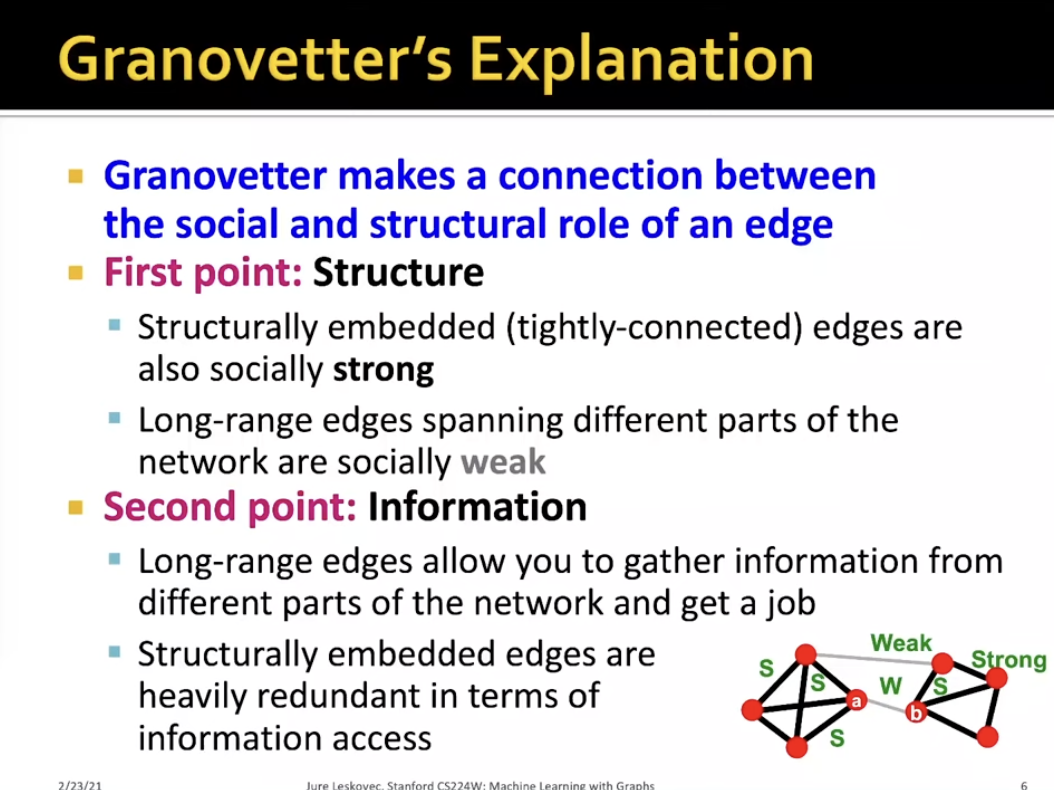 Granovetter's Explanation
Granovetter makes a connection between
the social and structural role of an edge
First point: Structure
Structurally embedded (tightly-connected) edges are
also socially strong
Long-range edges spanning different parts of the
network are socially weak
Second point: Information
Long-range edges allow you to gather information from
different parts of the network and get a job
Structurally embedded edges are
heavily redundant in terms of
information access
Weak
Strong
S
S
W
S
a
b
S
2/23/21
Jure Leskovec, Stanford CS224W: Machine Learning with Graphs
6